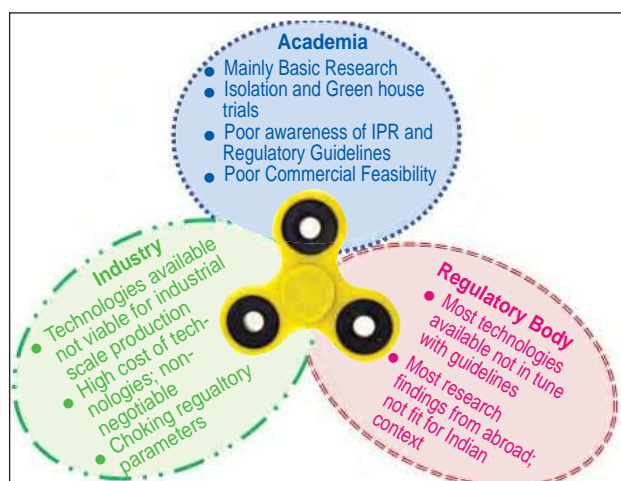 Academia
● Mainly Basic Research
● Isolation and Green house
trials
● Poor awareness of IPR and
Regulatory Guidelines
● Poor Commercial Feasibility
Industry
● Technologies available
not viable for industrial
scale production
● High cost of tech-
nologies; non-
negotiable
● Choking regualtory
parameters
Regulatory Body
● Most technologies
available not in tune
with guidelines
● Most research
findings from abroad;
not fit for Indian
context